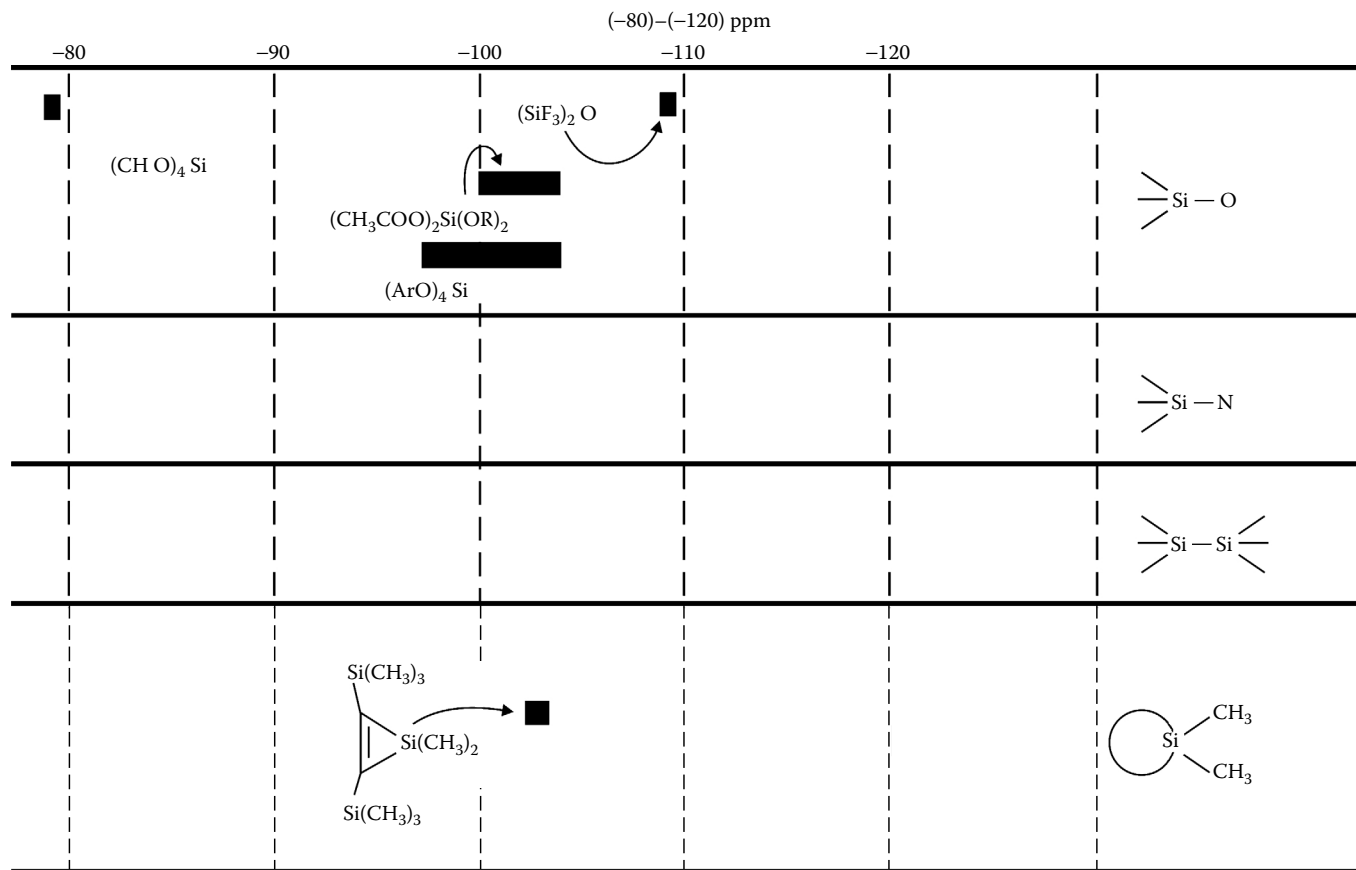 (−80)–(−120) ppm
−80 −90 −100 −110 −120
(SiF₃)₂ O
(CH O)₄ Si
Si — O
(CH₃COO)₂Si(OR)₂
(ArO)₄ Si
Si — N
Si — Si
Si(CH₃)₃
Si(CH₃)₂
Si(CH₃)₃
CH₃
Si
CH₃